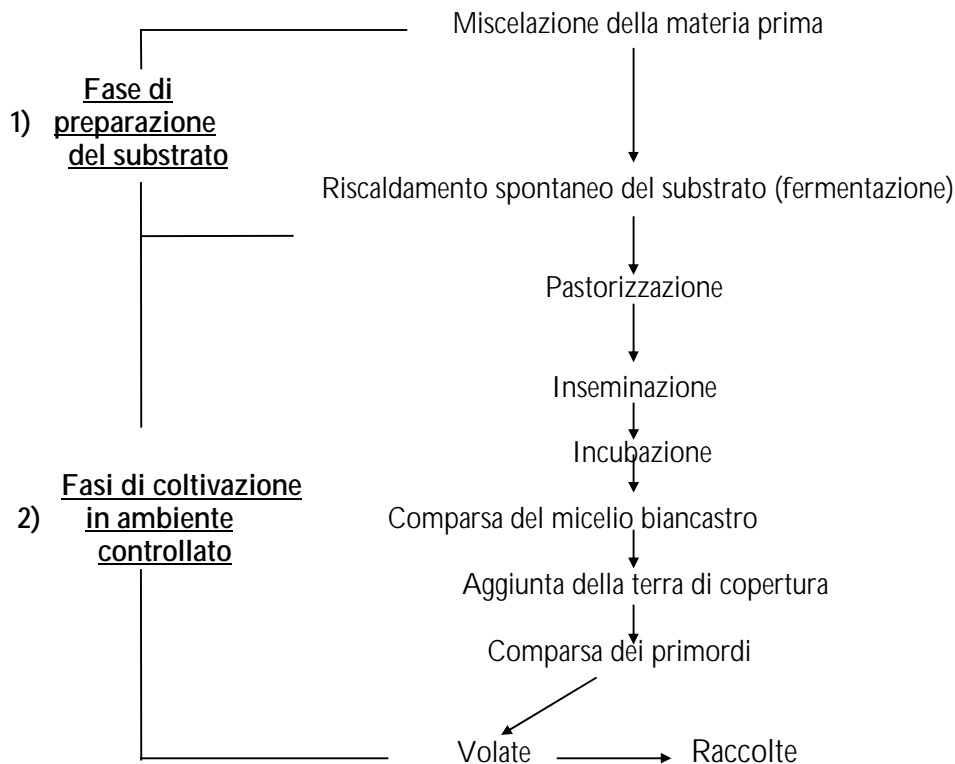 Miscelazione della materia prima
1) Fase di
preparazione
del substrato
Riscaldamento spontaneo del substrato (fermentazione)
Pastorizzazione
Inseminazione
Incubazione
2) Fasi di coltivazione
in ambiente
controllato
Comparsa del micelio biancastro
Aggiunta della terra di copertura
Comparsa dei primordi
Volate
Raccolte